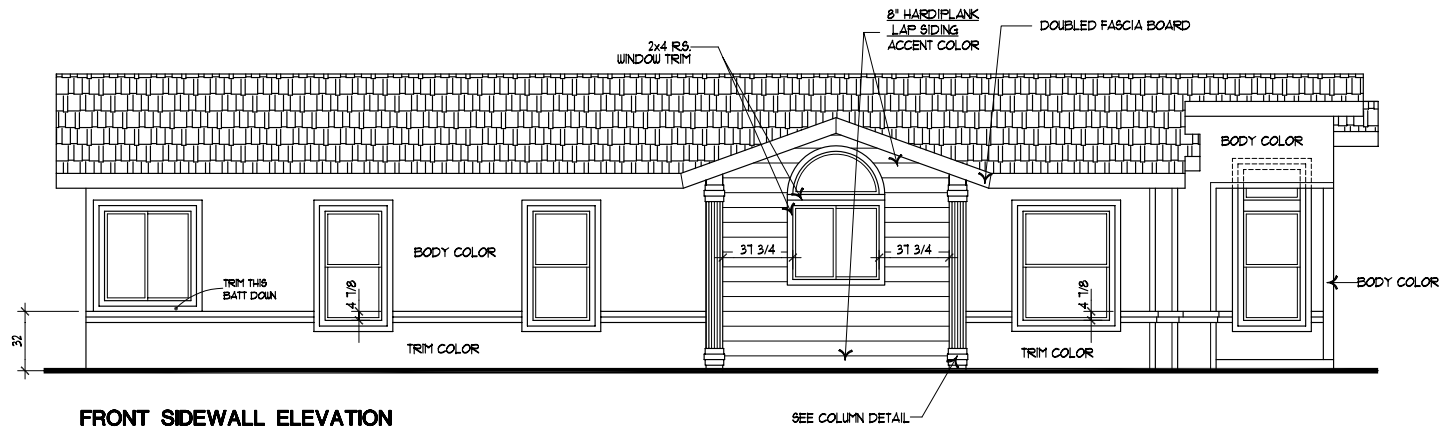 8" HARDIPLANK
LAP SIDING
ACCENT COLOR
DOUBLED FASCIA BOARD
2x4 R.S.
WINDOW TRIM
BODY COLOR
BODY COLOR
37 3/4
37 3/4
TRIM THIS
BATT DOWN
4 7/8
4 7/8
BODY COLOR
32
TRIM COLOR
TRIM COLOR
FRONT SIDEWALL ELEVATION
SEE COLUMN DETAIL